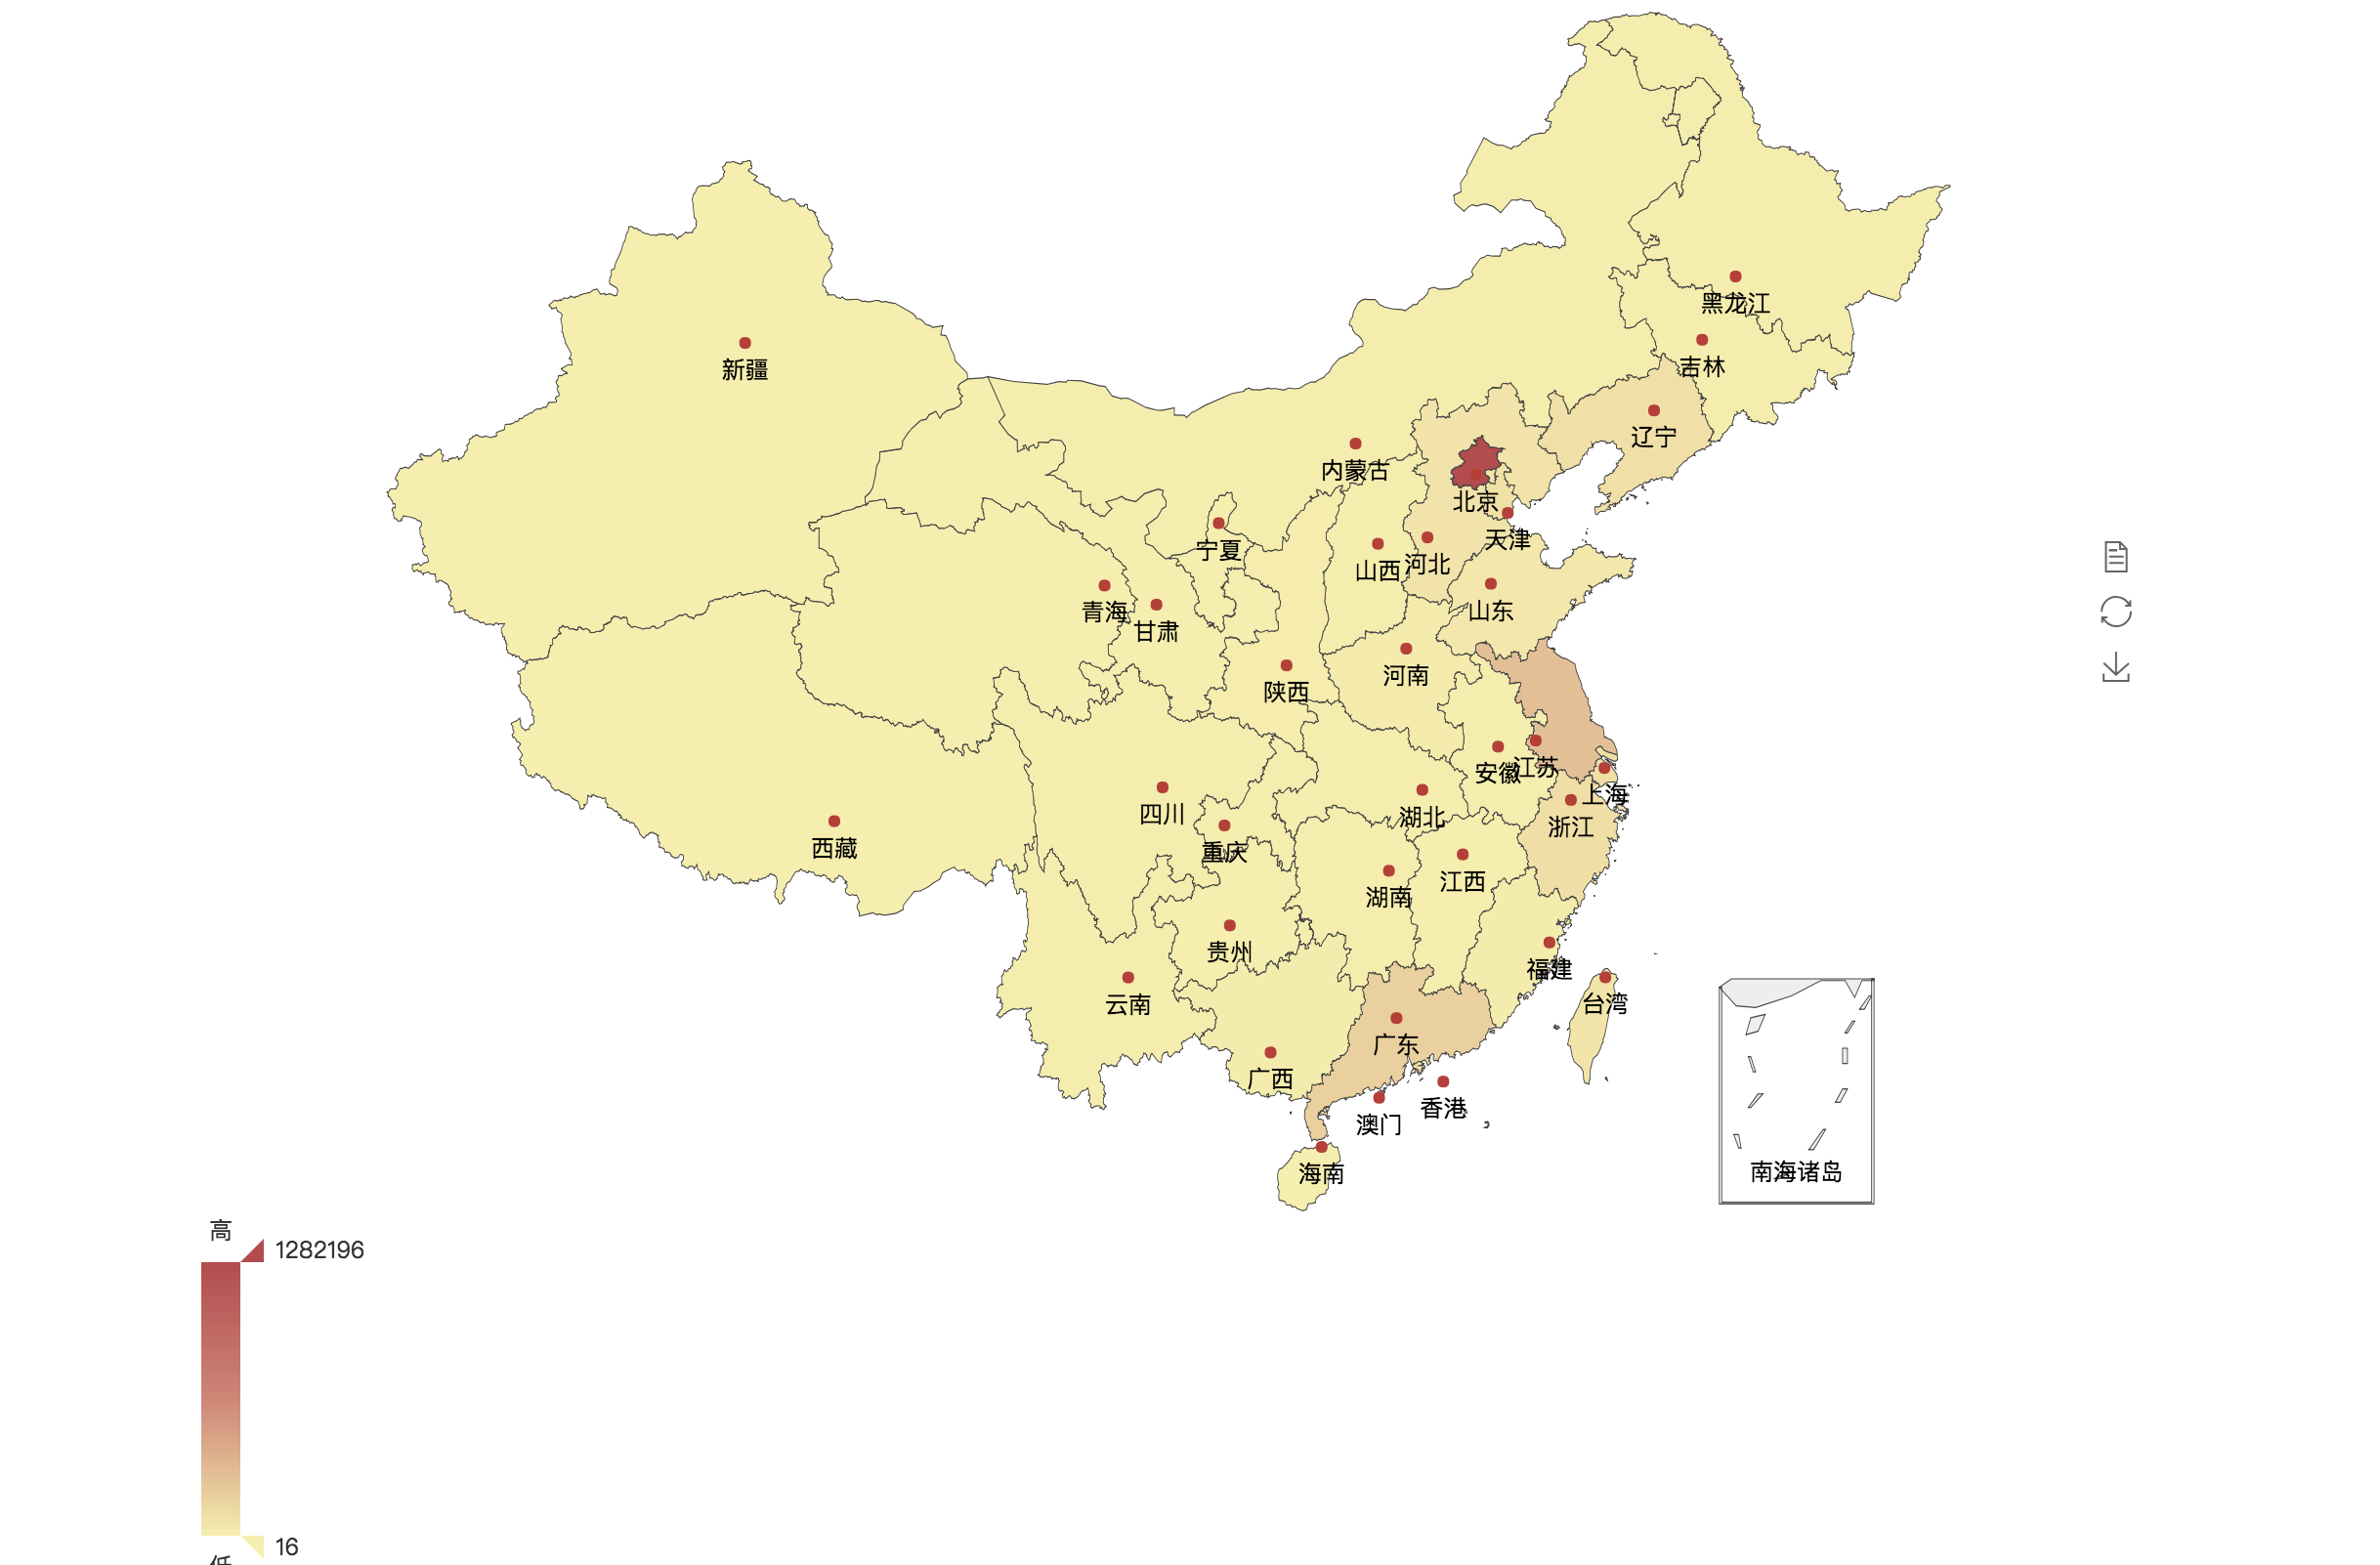 黑龙江
吉林
新疆
辽宁
内蒙古
北京
天津
宁夏
山西
河北
青海
甘肃
山东
河南
陕西
安徽
江苏
上海
四川
湖北
浙江
西藏
重庆
江西
湖南
贵州
福建
云南
台湾
广东
广西
香港
澳门
海南
南海诸岛
高
1282196
16
低